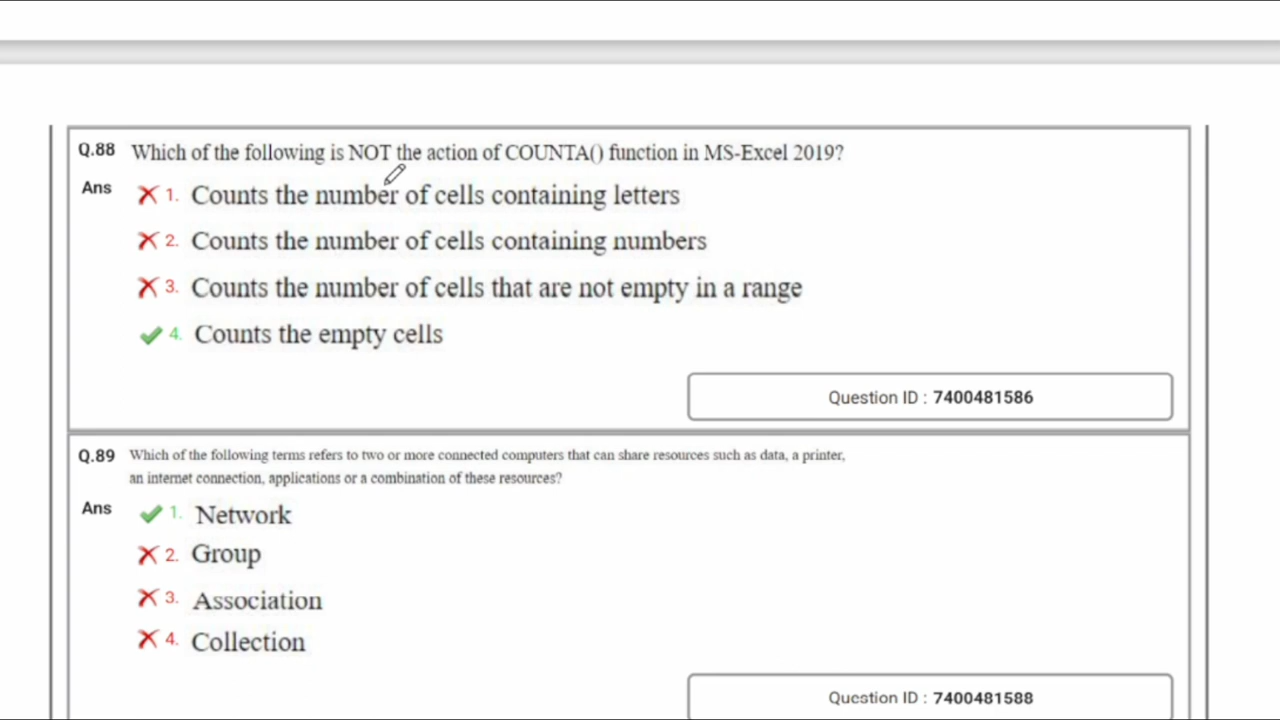 Q.88 Which of the following is NOT the action of COUNTA() function in MS-Excel 2019?
Ans 1. Counts the number of cells containing letters
2. Counts the number of cells containing numbers
3. Counts the number of cells that are not empty in a range
4. Counts the empty cells
Question ID : 7400481586
Q.89 Which of the following terms refers to two or more connected computers that can share resources such as data, a printer,
an internet connection, applications or a combination of these resources?
Ans 1. Network
2. Group
3. Association
4. Collection
Question ID : 7400481588